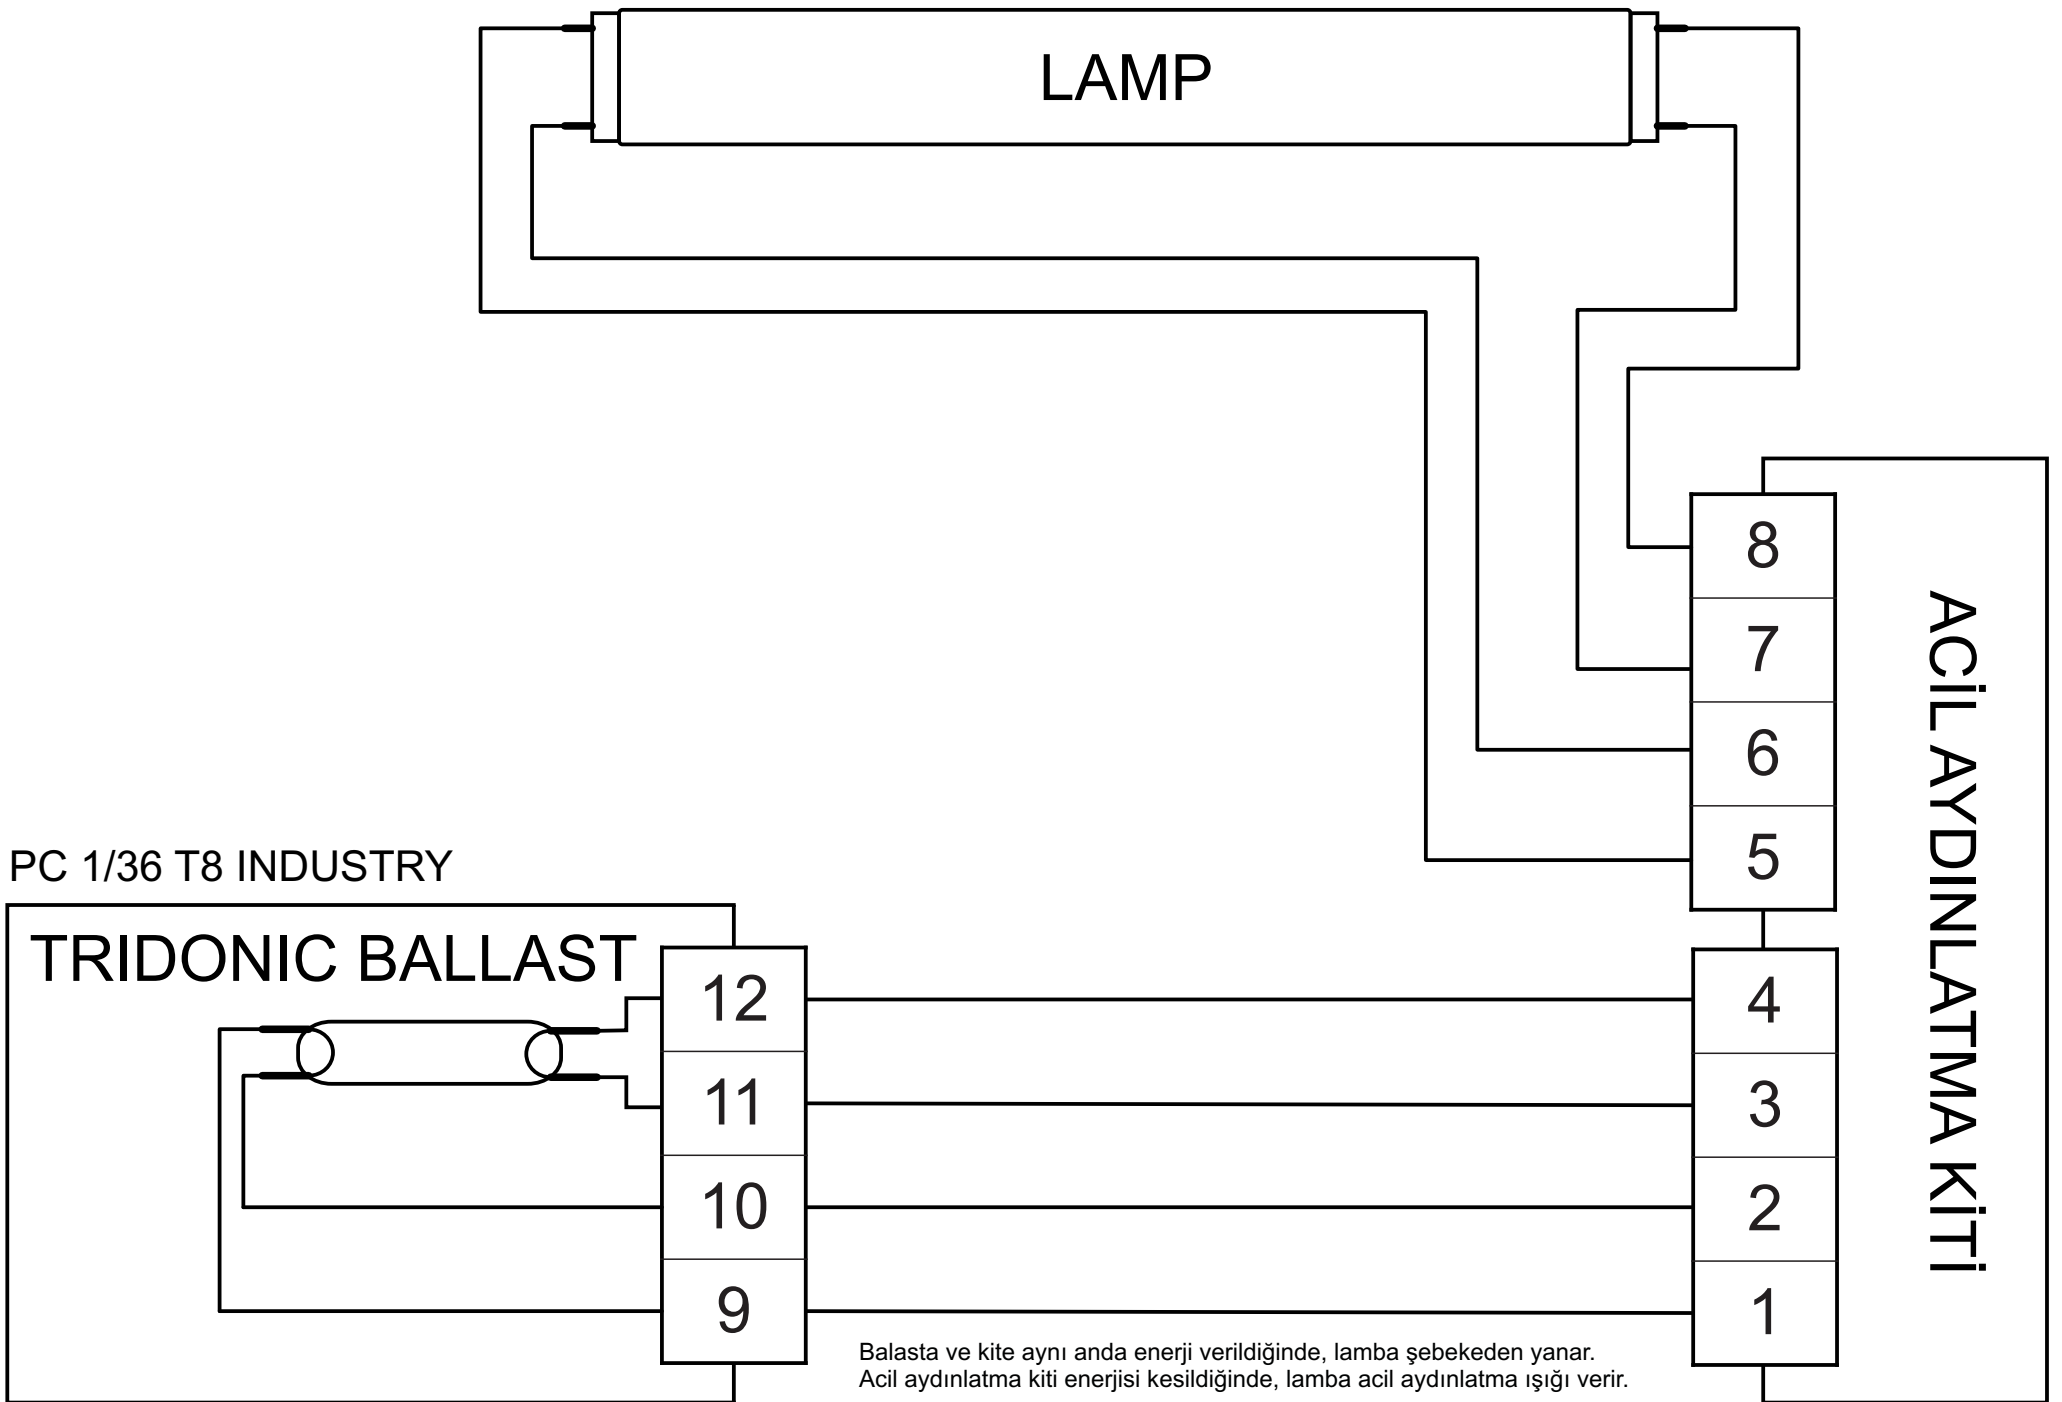 LAMP
8
7
6
5
ACİL AYDINLATMA KİTİ
PC 1/36 T8 INDUSTRY
TRIDONIC BALLAST
12
11
10
9
4
3
2
1
Balasta ve kite aynı anda enerji verildiğinde, lamba şebekeden yanar.
Acil aydınlatma kiti enerjisi kesildiğinde, lamba acil aydınlatma ışığı verir.